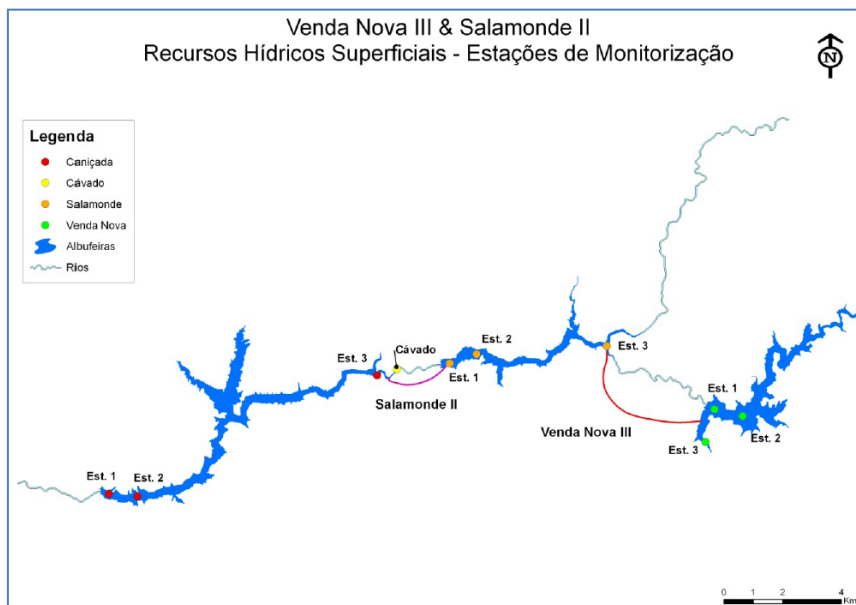 Venda Nova III & Salamonde II
Recursos Hídricos Superficiais - Estações de Monitorização
N
Legenda
Caniçada
Cávado
Salamonde
Venda Nova
Albufeiras
Rios
Est. 3
Cávado
Est. 2
Est. 1
Salamonde II
Est. 3
Est. 1
Venda Nova III
Est. 2
Est. 3
Est. 1
Est. 2
0 1 2 4
Km